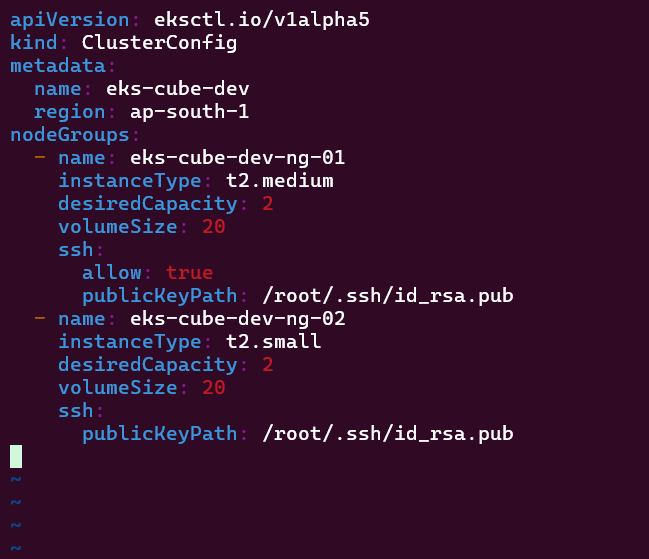 apiVersion: eksctl.io/v1alpha5
kind: ClusterConfig
metadata:
  name: eks-cube-dev
  region: ap-south-1
nodeGroups:
  - name: eks-cube-dev-ng-01
    instanceType: t2.medium
    desiredCapacity: 2
    volumeSize: 20
    ssh:
      allow: true
      publicKeyPath: /root/.ssh/id_rsa.pub
  - name: eks-cube-dev-ng-02
    instanceType: t2.small
    desiredCapacity: 2
    volumeSize: 20
    ssh:
      publicKeyPath: /root/.ssh/id_rsa.pub
~
~
~
~